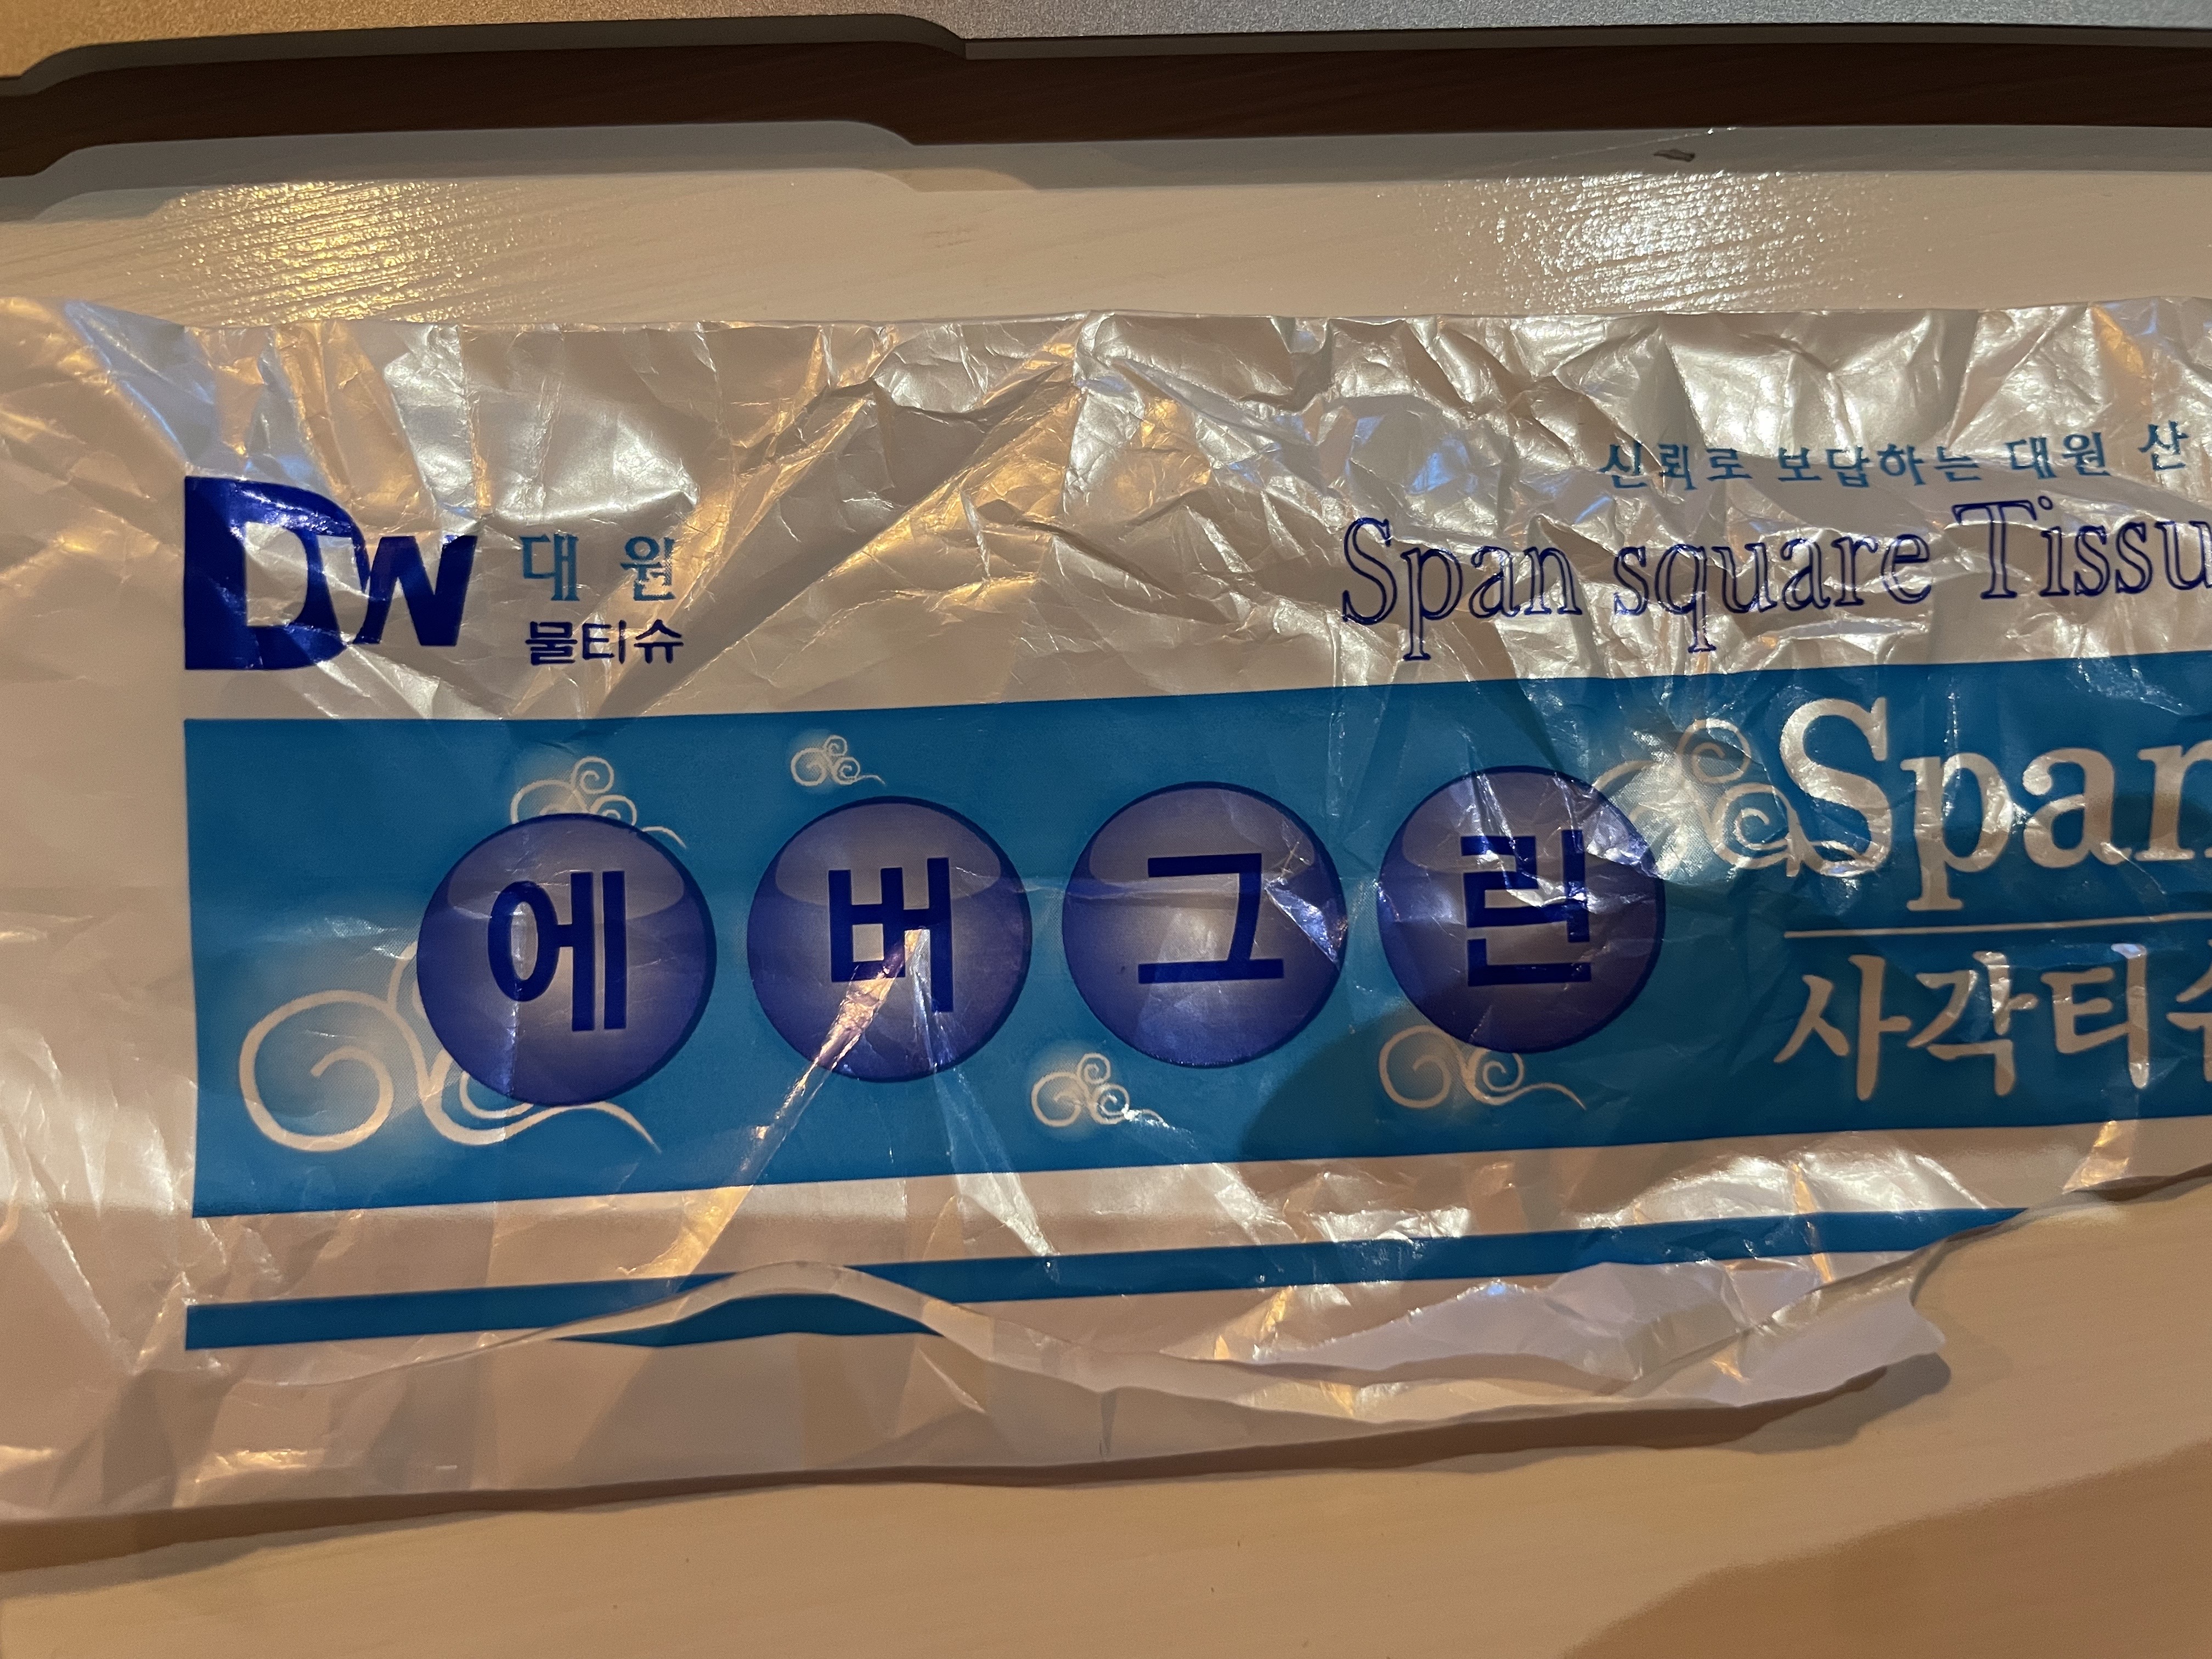 신뢰로 보답하는 대원 산
DW 대원
물티슈
Span square Tissu
에버그린
Span
사각티